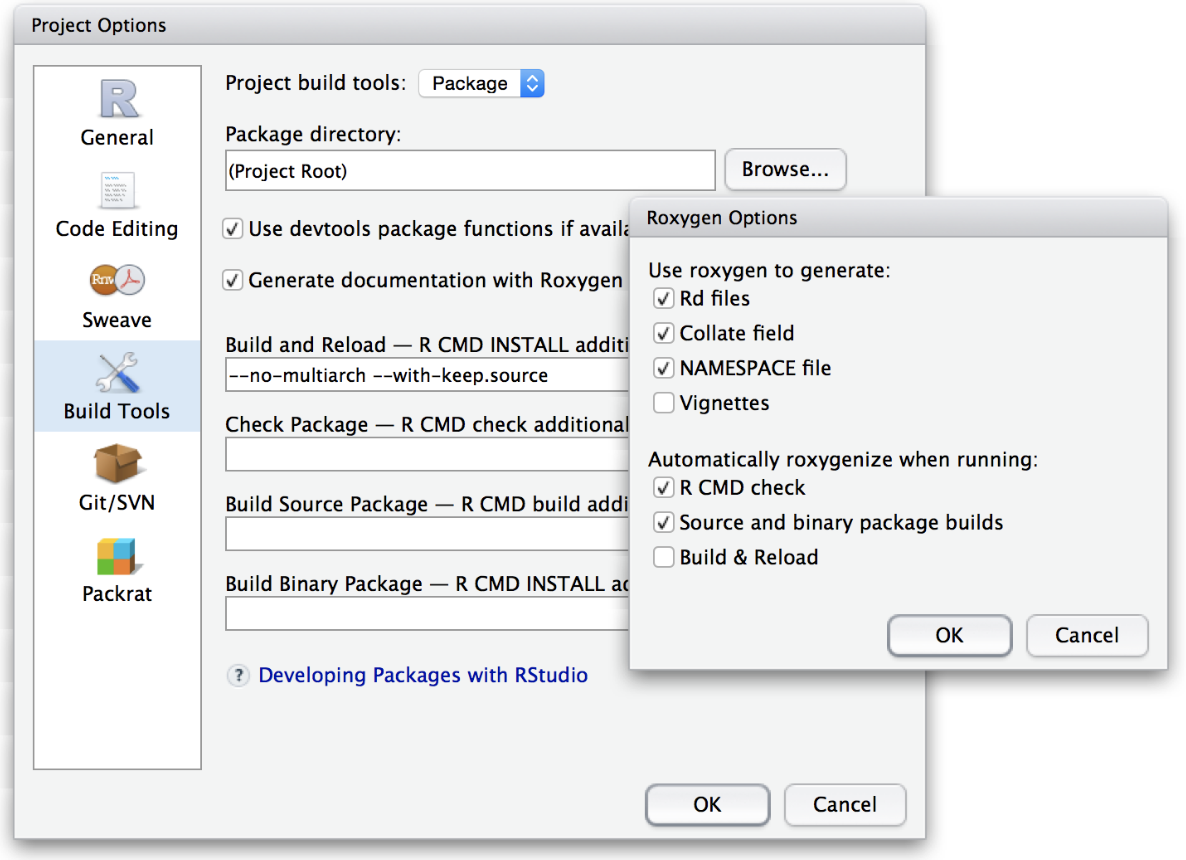 Project Options
General
Code Editing
Rnw
Sweave
Build Tools
Git/SVN
Packrat
Project build tools: Package
Package directory:
(Project Root) Browse...
Use devtools package functions if
Generate documentation with Roxygen
Build and Reload — R CMD INSTALL
--no-multiarch --with-keep.source
Check Package — R CMD check additional
Build Source Package — R CMD build
Build Binary Package — R CMD INSTALL
? Developing Packages with RStudio
OK Cancel
Roxygen Options
Use roxygen to generate:
Rd files
Collate field
NAMESPACE file
Vignettes
Automatically roxygenize when running:
R CMD check
Source and binary package builds
Build & Reload
OK Cancel